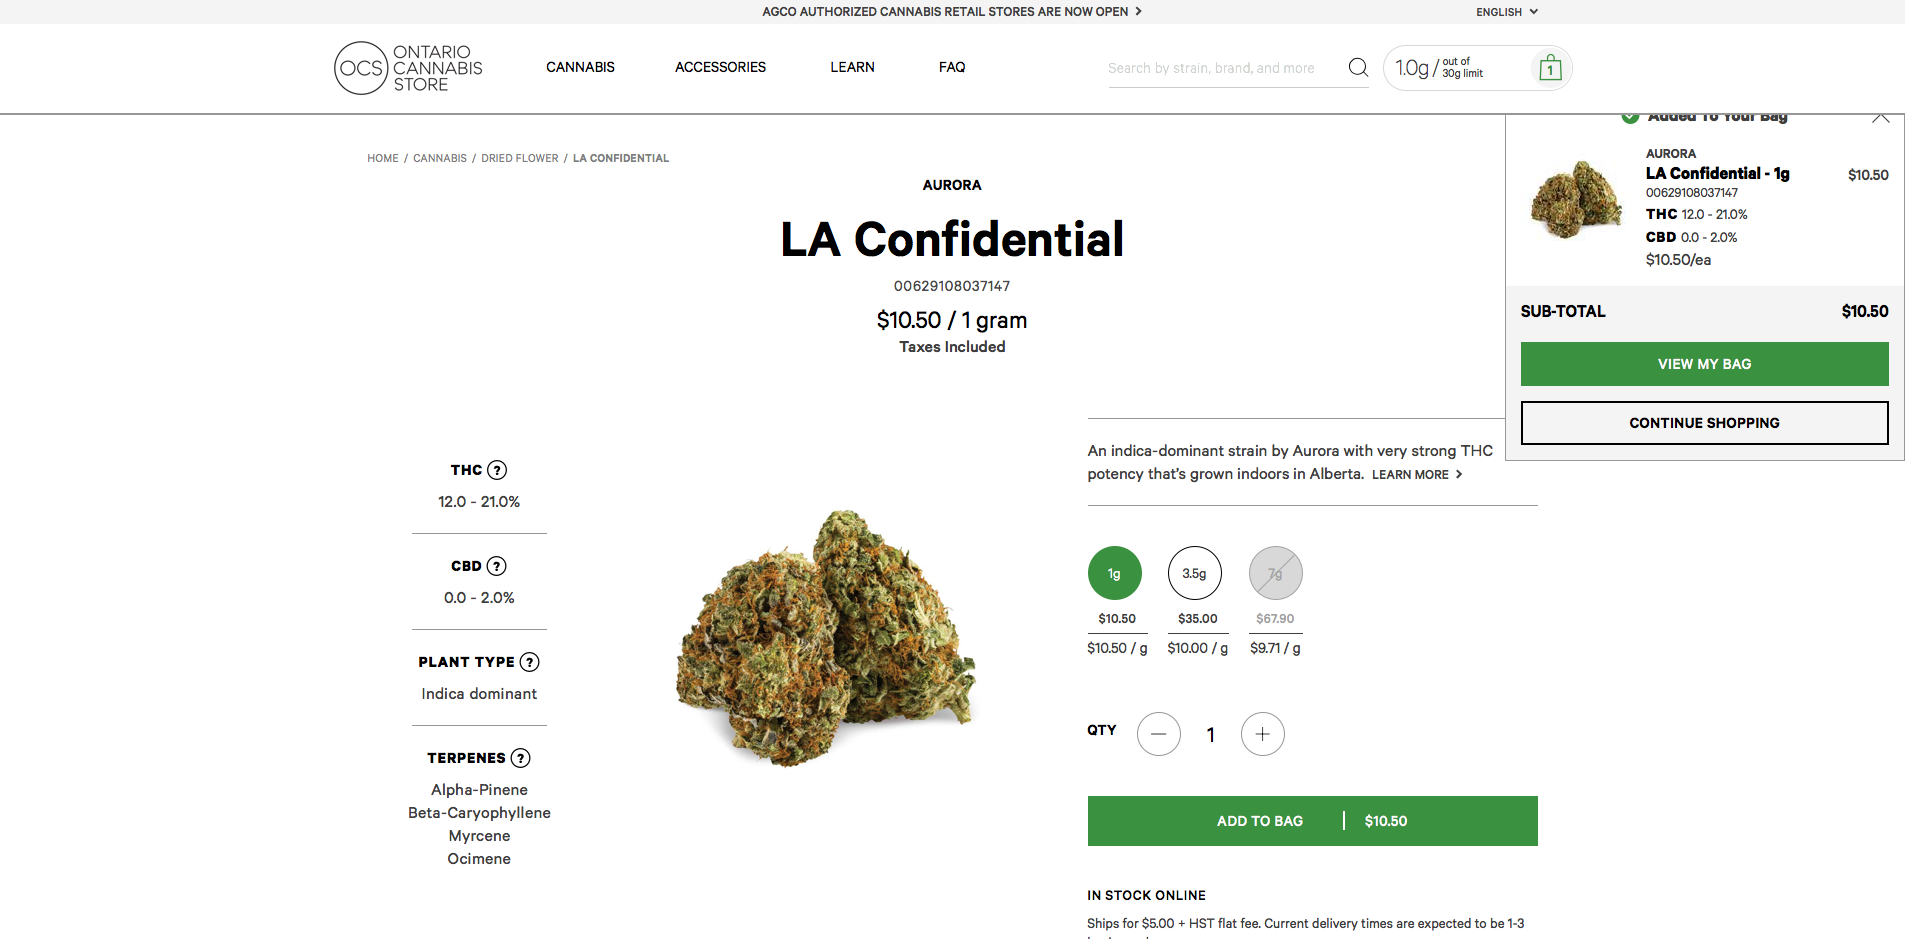 AGCO AUTHORIZED CANNABIS RETAIL STORES ARE NOW OPEN
ENGLISH
OCS
ONTARIO
CANNABIS
STORE
CANNABIS
ACCESSORIES
LEARN
FAQ
Search by strain, brand, and more
1.0g / out of
30g limit
1
Added To Your Bag
AURORA
LA Confidential - 1g
$10.50
00629108037147
THC 12.0 - 21.0%
CBD 0.0 - 2.0%
$10.50/ea
SUB-TOTAL
$10.50
VIEW MY BAG
CONTINUE SHOPPING
HOME / CANNABIS / DRIED FLOWER / LA CONFIDENTIAL
AURORA
LA Confidential
00629108037147
$10.50 / 1 gram
Taxes Included
THC ?
12.0 - 21.0%
CBD ?
0.0 - 2.0%
PLANT TYPE ?
Indica dominant
TERPENES ?
Alpha-Pinene
Beta-Caryophyllene
Myrcene
Ocimene
An indica-dominant strain by Aurora with very strong THC
potency that's grown indoors in Alberta. LEARN MORE
1g
3.5g
7g
$10.50
$35.00
$67.90
$10.50 / g
$10.00 / g
$9.71 / g
QTY
1
ADD TO BAG | $10.50
IN STOCK ONLINE
Ships for $5.00 + HST flat fee. Current delivery times are expected to be 1-3